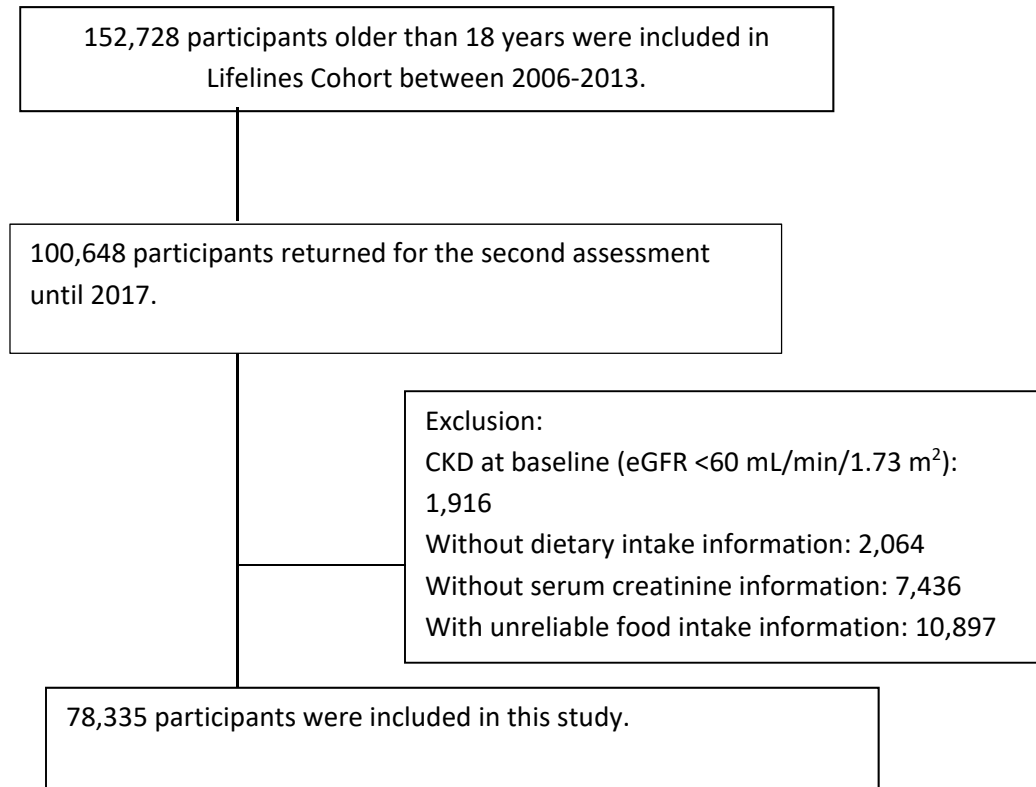 152,728 participants older than 18 years were included in
Lifelines Cohort between 2006-2013.
100,648 participants returned for the second assessment
until 2017.
Exclusion:
CKD at baseline (eGFR <60 mL/min/1.73 m²):
1,916
Without dietary intake information: 2,064
Without serum creatinine information: 7,436
With unreliable food intake information: 10,897
78,335 participants were included in this study.